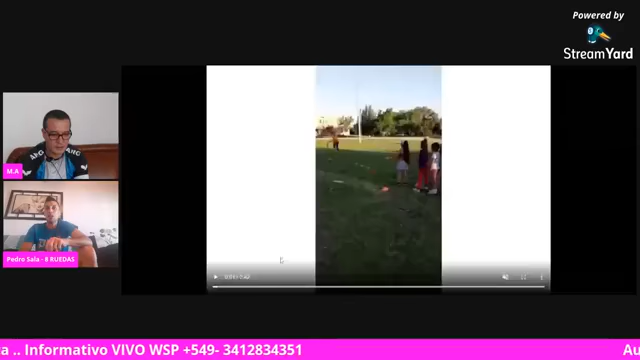 Powered by
StreamYard
M.A
Pedro Sala - 8 RUEDAS
a .. Informativo VIVO WSP +549- 3412834351
Au